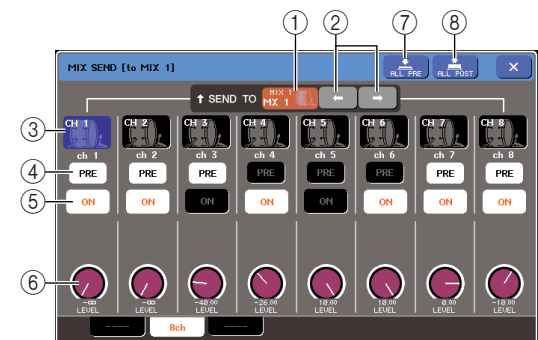 ① ② ⑦ ⑧
MIX SEND [to MIX 1]
ALL PRE ALL POST ×
↑ SEND TO MIX 1 MX 1 ← →
③ CH 1 CH 2 CH 3 CH 4 CH 5 CH 6 CH 7 CH 8
ch 1 ch 2 ch 3 ch 4 ch 5 ch 6 ch 7 ch 8
④ PRE PRE PRE PRE PRE PRE PRE PRE
⑤ ON ON ON ON ON ON ON ON
⑥
-∞ -∞ -40.00 -26.00 10.00 10.00 0.00 -10.00
LEVEL LEVEL LEVEL LEVEL LEVEL LEVEL LEVEL LEVEL
---- 8ch ----